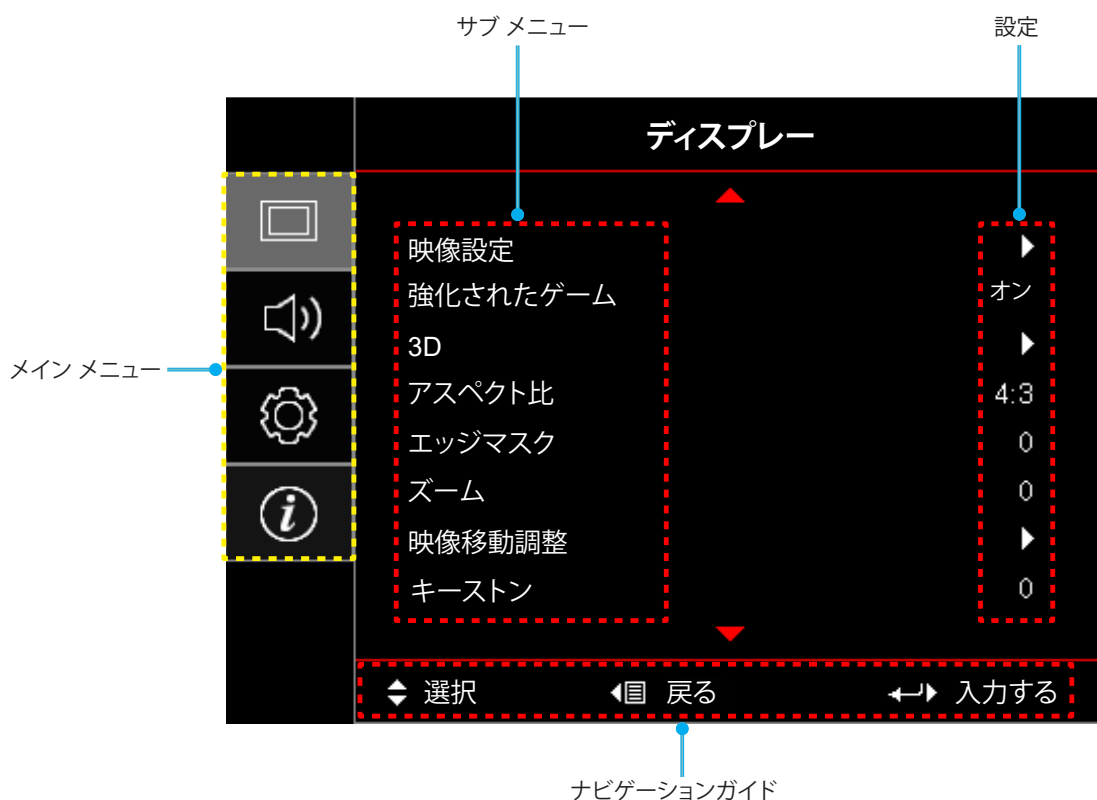 サブ メニュー
設定
ディスプレー
映像設定
強化されたゲーム
オン
3D
アスペクト比
4:3
エッジマスク
0
ズーム
0
映像移動調整
キーストン
0
メイン メニュー
選択
戻る
入力する
ナビゲーションガイド